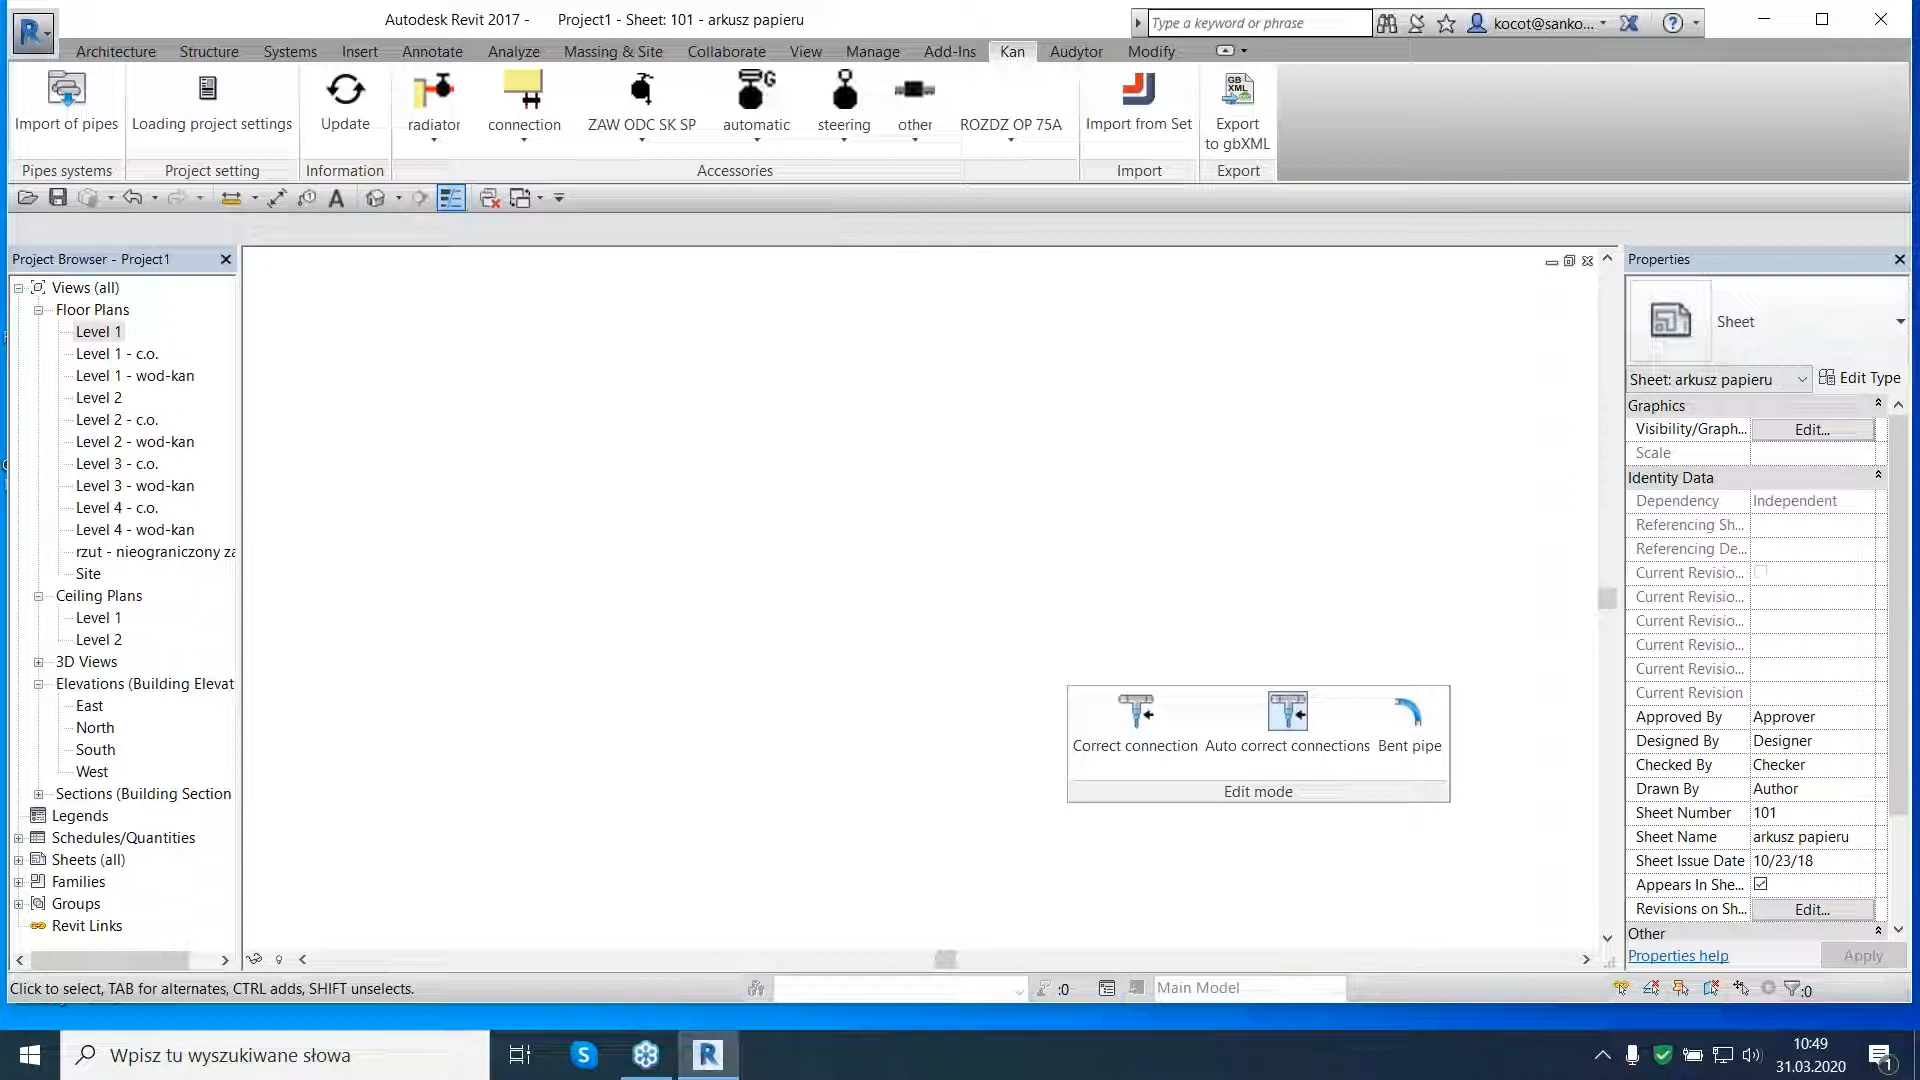 Autodesk Revit 2017 - Project1 - Sheet: 101 - arkusz papieru
Type a keyword or phrase
kocot@sanko...
Architecture Structure Systems Insert Annotate Analyze Massing & Site Collaborate View Manage Add-Ins Kan Audytor Modify
Import of pipes
Loading project settings
Update
radiator
connection
ZAW ODC SK SP
automatic
steering
other
ROZDZ OP 75A
Import from Set
GB
XML
Export
to gbXML
Pipes systems
Project setting
Information
Accessories
Import
Export
Project Browser - Project1
Views (all)
Floor Plans
Level 1
Level 1 - c.o.
Level 1 - wod-kan
Level 2
Level 2 - c.o.
Level 2 - wod-kan
Level 3 - c.o.
Level 3 - wod-kan
Level 4 - c.o.
Level 4 - wod-kan
rzut - nieograniczony za
Site
Ceiling Plans
Level 1
Level 2
3D Views
Elevations (Building Elevat
East
North
South
West
Sections (Building Section
Legends
Schedules/Quantities
Sheets (all)
Families
Groups
Revit Links
Correct connection
Auto correct connections
Bent pipe
Edit mode
Properties
Sheet
Sheet: arkusz papieru
Edit Type
Graphics
Visibility/Graph... Edit...
Scale
Identity Data
Dependency Independent
Referencing Sh...
Referencing De...
Current Revisio...
Current Revisio...
Current Revisio...
Current Revisio...
Current Revisio...
Current Revision
Approved By Approver
Designed By Designer
Checked By Checker
Drawn By Author
Sheet Number 101
Sheet Name arkusz papieru
Sheet Issue Date 10/23/18
Appears In She...
Revisions on Sh... Edit...
Other
Properties help
Apply
Click to select, TAB for alternates, CTRL adds, SHIFT unselects.
:0
Main Model
:0
Wpisz tu wyszukiwane słowa
10:49
31.03.2020
1